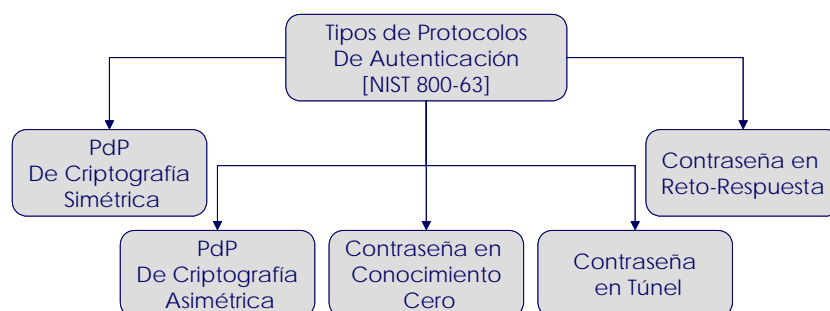 Tipos de Protocolos
De Autenticación
[NIST 800-63]
PdP
De Criptografía
Simétrica
Contraseña en
Reto-Respuesta
PdP
De Criptografía
Asimétrica
Contraseña en
Conocimiento
Cero
Contraseña
en Túnel